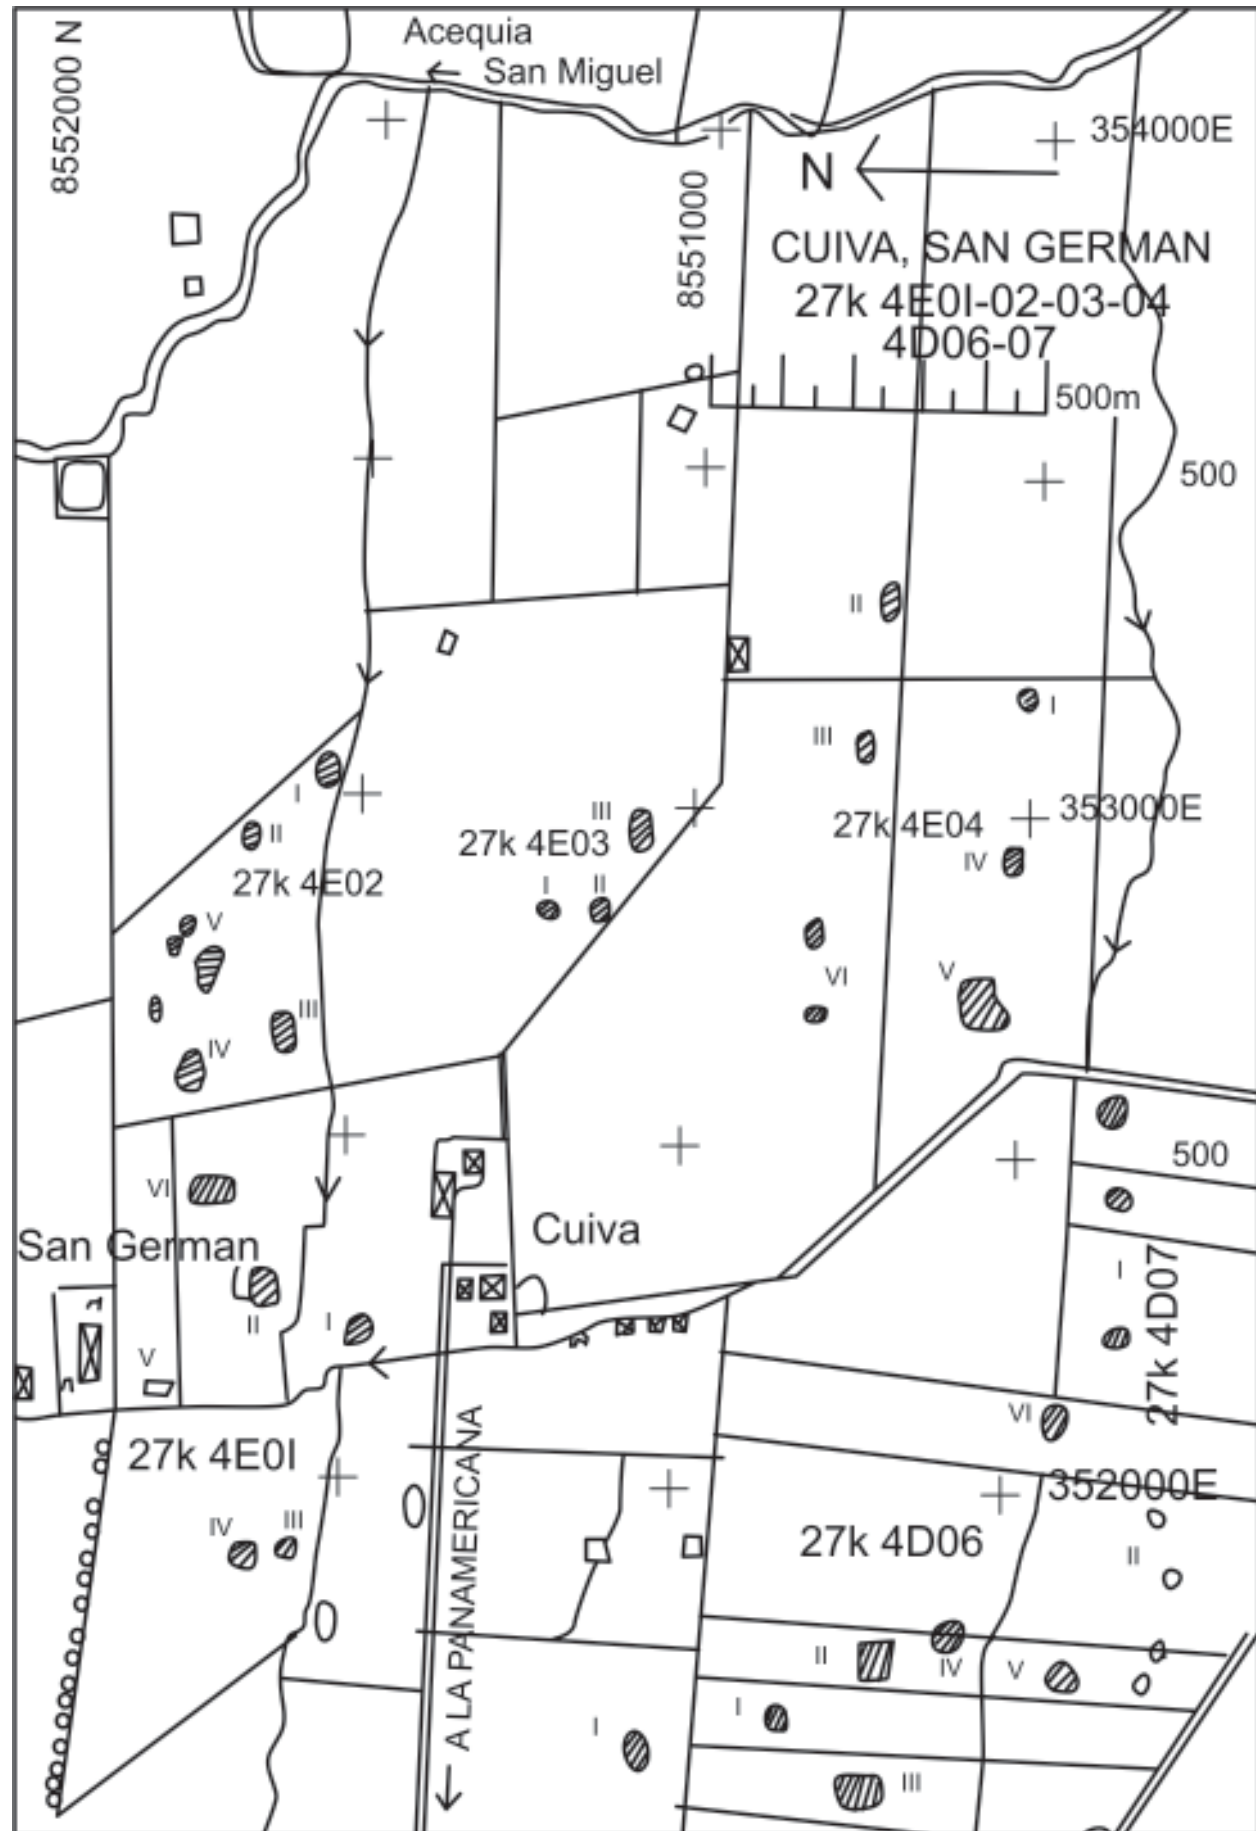 8552000 N
Acequia
San Miguel
354000E
N
8551000
CUIVA, SAN GERMAN
27k 4E0I-02-03-04
4D06-07
500m
500
II
I
III
I
II
III
27k 4E03
27k 4E04
353000E
IV
27k 4E02
I
II
V
VI
V
III
IV
500
VI
San German
Cuiva
II
I
V
I
27k 4D07
VI
27k 4E0I
IV
III
A LA PANAMERICANA
352000E
27k 4D06
II
II
IV
V
I
I
III